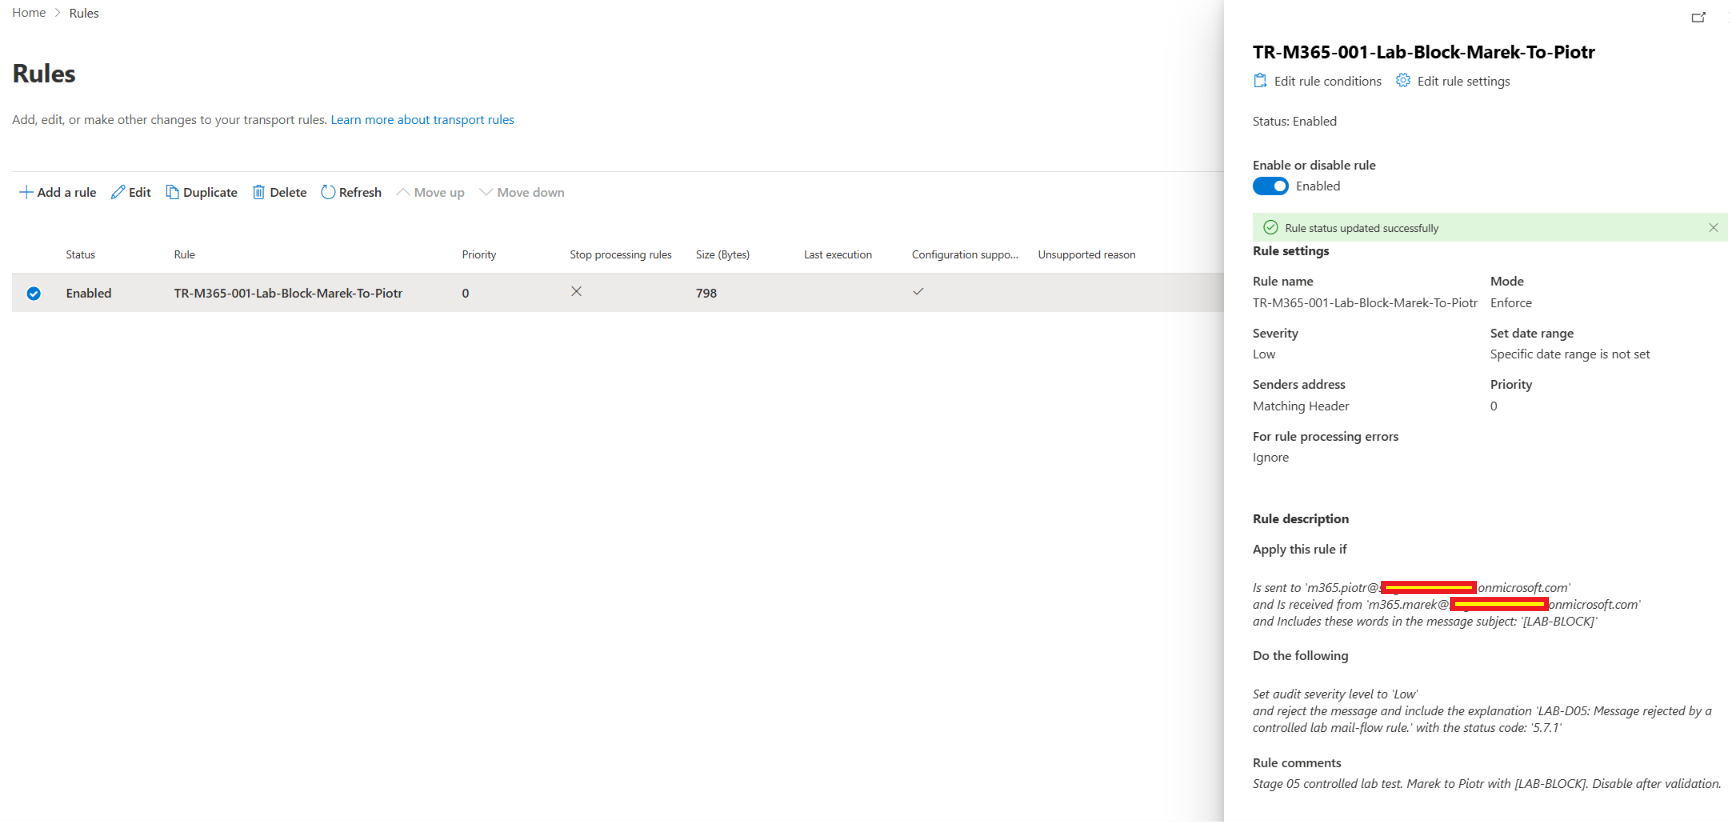 Home > Rules
Rules
Add, edit, or make other changes to your transport rules. Learn more about transport rules
Add a rule Edit Duplicate Delete Refresh Move up Move down
Status Rule Priority Stop processing rules Size (Bytes) Last execution Configuration suppo... Unsupported reason
Enabled TR-M365-001-Lab-Block-Marek-To-Piotr 0 798
TR-M365-001-Lab-Block-Marek-To-Piotr
Edit rule conditions Edit rule settings
Status: Enabled
Enable or disable rule
Enabled
Rule status updated successfully
Rule settings
Rule name Mode
TR-M365-001-Lab-Block-Marek-To-Piotr Enforce
Severity Set date range
Low Specific date range is not set
Senders address Priority
Matching Header 0
For rule processing errors
Ignore
Rule description
Apply this rule if
Is sent to 'm365.piotr@ onmicrosoft.com'
and Is received from 'm365.marek@ onmicrosoft.com'
and Includes these words in the message subject: '[LAB-BLOCK]'
Do the following
Set audit severity level to 'Low'
and reject the message and include the explanation 'LAB-D05: Message rejected by a
controlled lab mail-flow rule.' with the status code: '5.7.1'
Rule comments
Stage 05 controlled lab test. Marek to Piotr with [LAB-BLOCK]. Disable after validation.